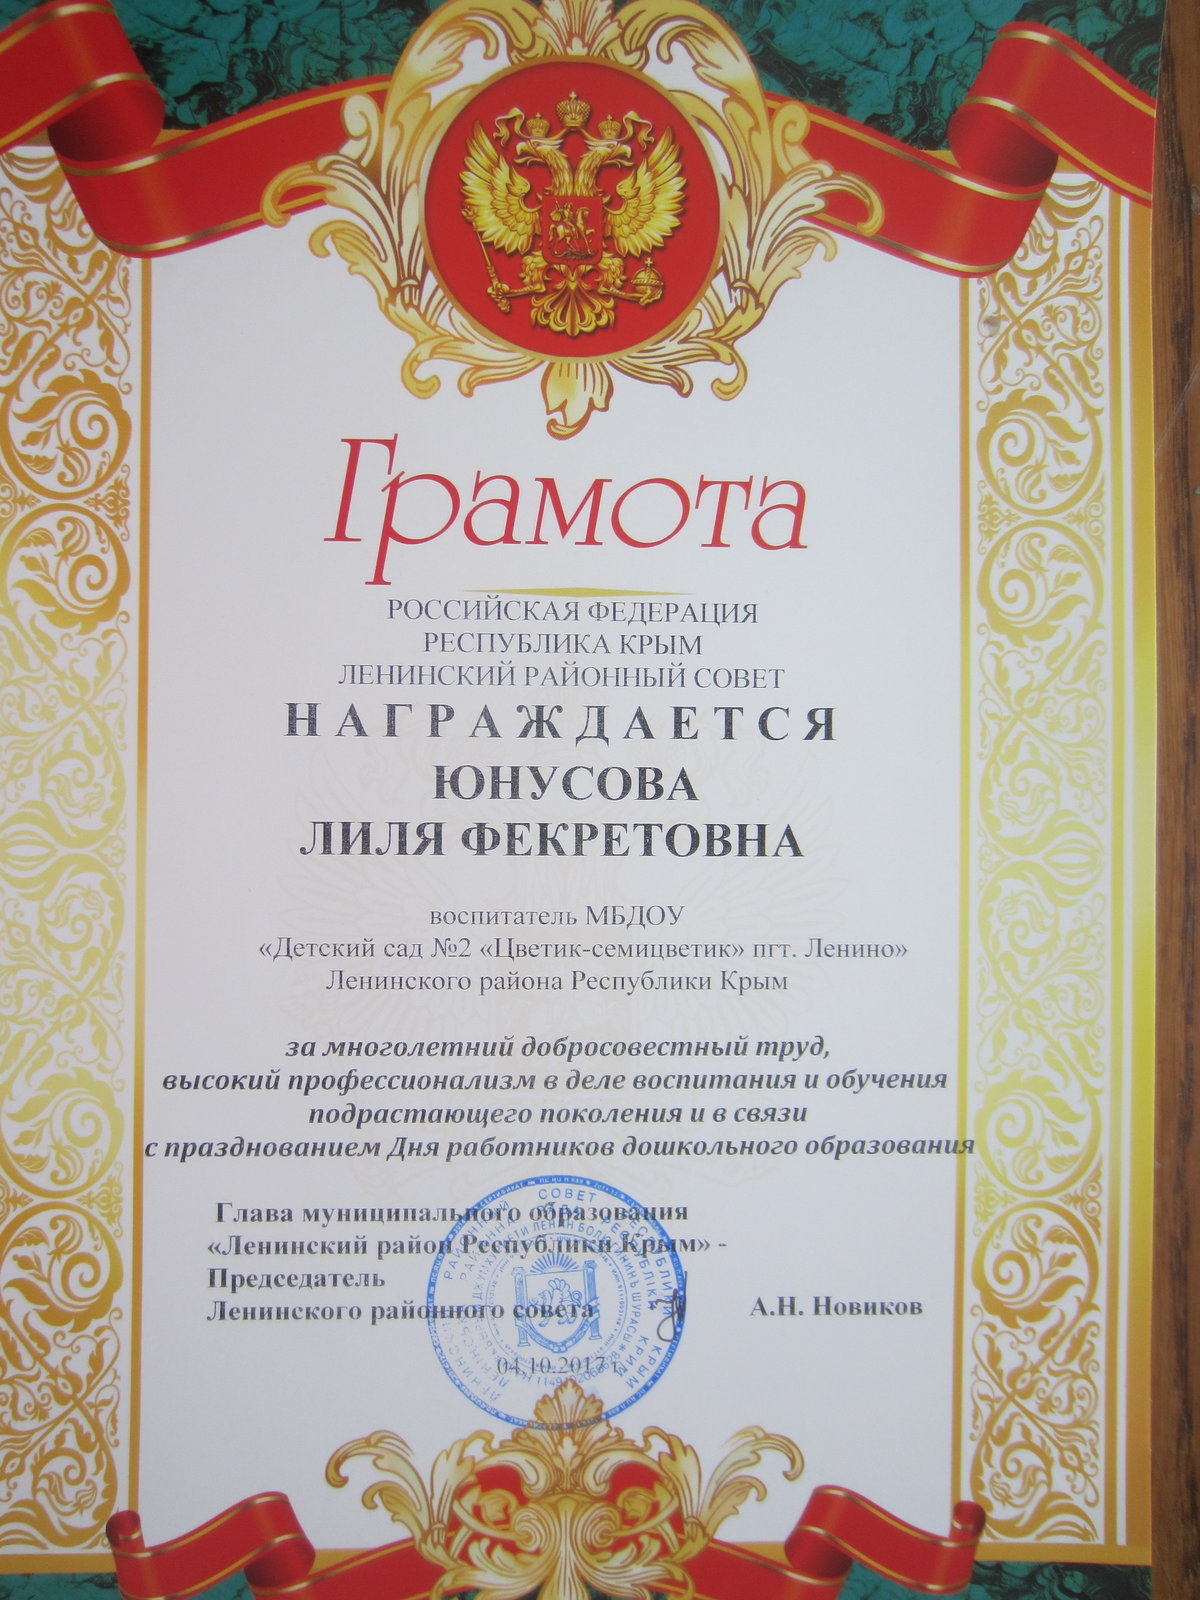 Грамота
РОССИЙСКАЯ ФЕДЕРАЦИЯ
РЕСПУБЛИКА КРЫМ
ЛЕНИНСКИЙ РАЙОННЫЙ СОВЕТ
НАГРАЖДАЕТСЯ
ЮНУСОВА
ЛИЛЯ ФЕКРЕТОВНА
воспитатель МБДОУ
«Детский сад №2 «Цветик-семицветик» пгт. Ленино»
Ленинского района Республики Крым
за многолетний добросовестный труд,
высокий профессионализм в деле воспитания и обучения
подрастающего поколения и в связи
с празднованием Дня работников дошкольного образования
Глава муниципального образования
«Ленинский район Республики Крым» -
Председатель
Ленинского районного совета
А.Н. Новиков
04.10.2017 г.